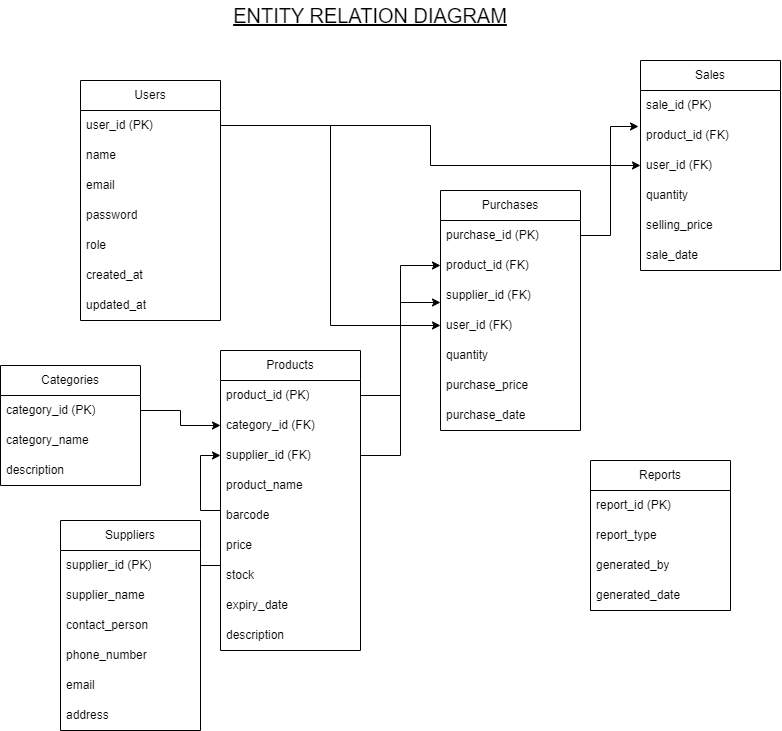 ENTITY RELATION DIAGRAM
Users
user_id (PK)
name
email
password
role
created_at
updated_at
Sales
sale_id (PK)
product_id (FK)
user_id (FK)
quantity
selling_price
sale_date
Purchases
purchase_id (PK)
product_id (FK)
supplier_id (FK)
user_id (FK)
quantity
purchase_price
purchase_date
Categories
category_id (PK)
category_name
description
Products
product_id (PK)
category_id (FK)
supplier_id (FK)
product_name
barcode
price
stock
expiry_date
description
Suppliers
supplier_id (PK)
supplier_name
contact_person
phone_number
email
address
Reports
report_id (PK)
report_type
generated_by
generated_date